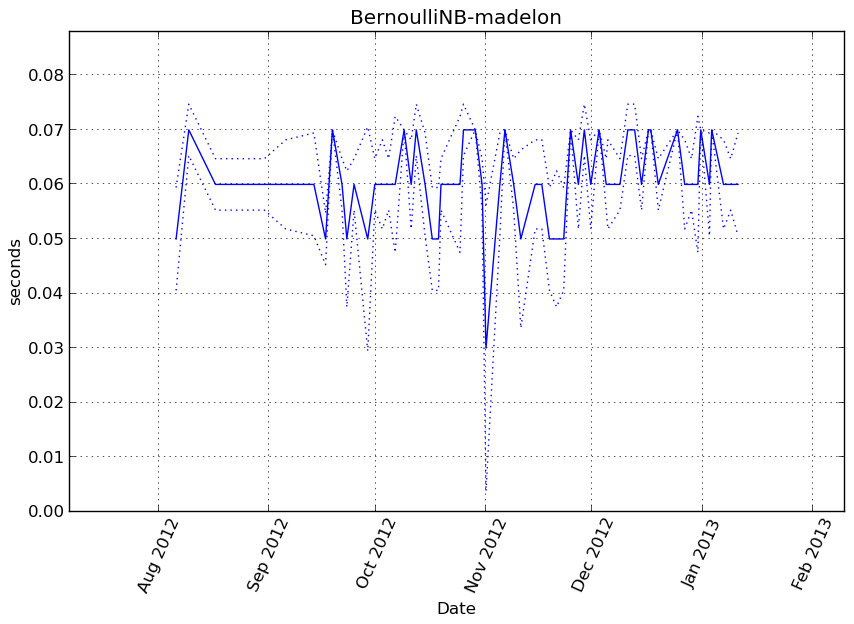 BernoulliNB-madelon
0.08
0.07
0.06
0.05
0.04
0.03
0.02
0.01
0.00
seconds
Aug 2012
Sep 2012
Oct 2012
Nov 2012
Dec 2012
Jan 2013
Feb 2013
Date